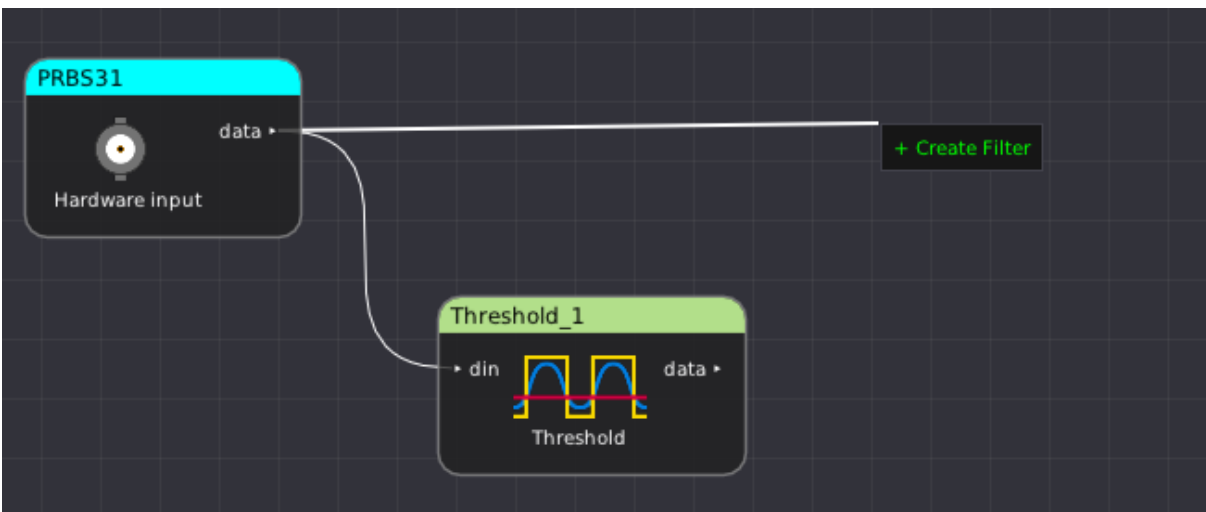 PRBS31
data
Hardware input
+ Create Filter
Threshold_1
din
data
Threshold